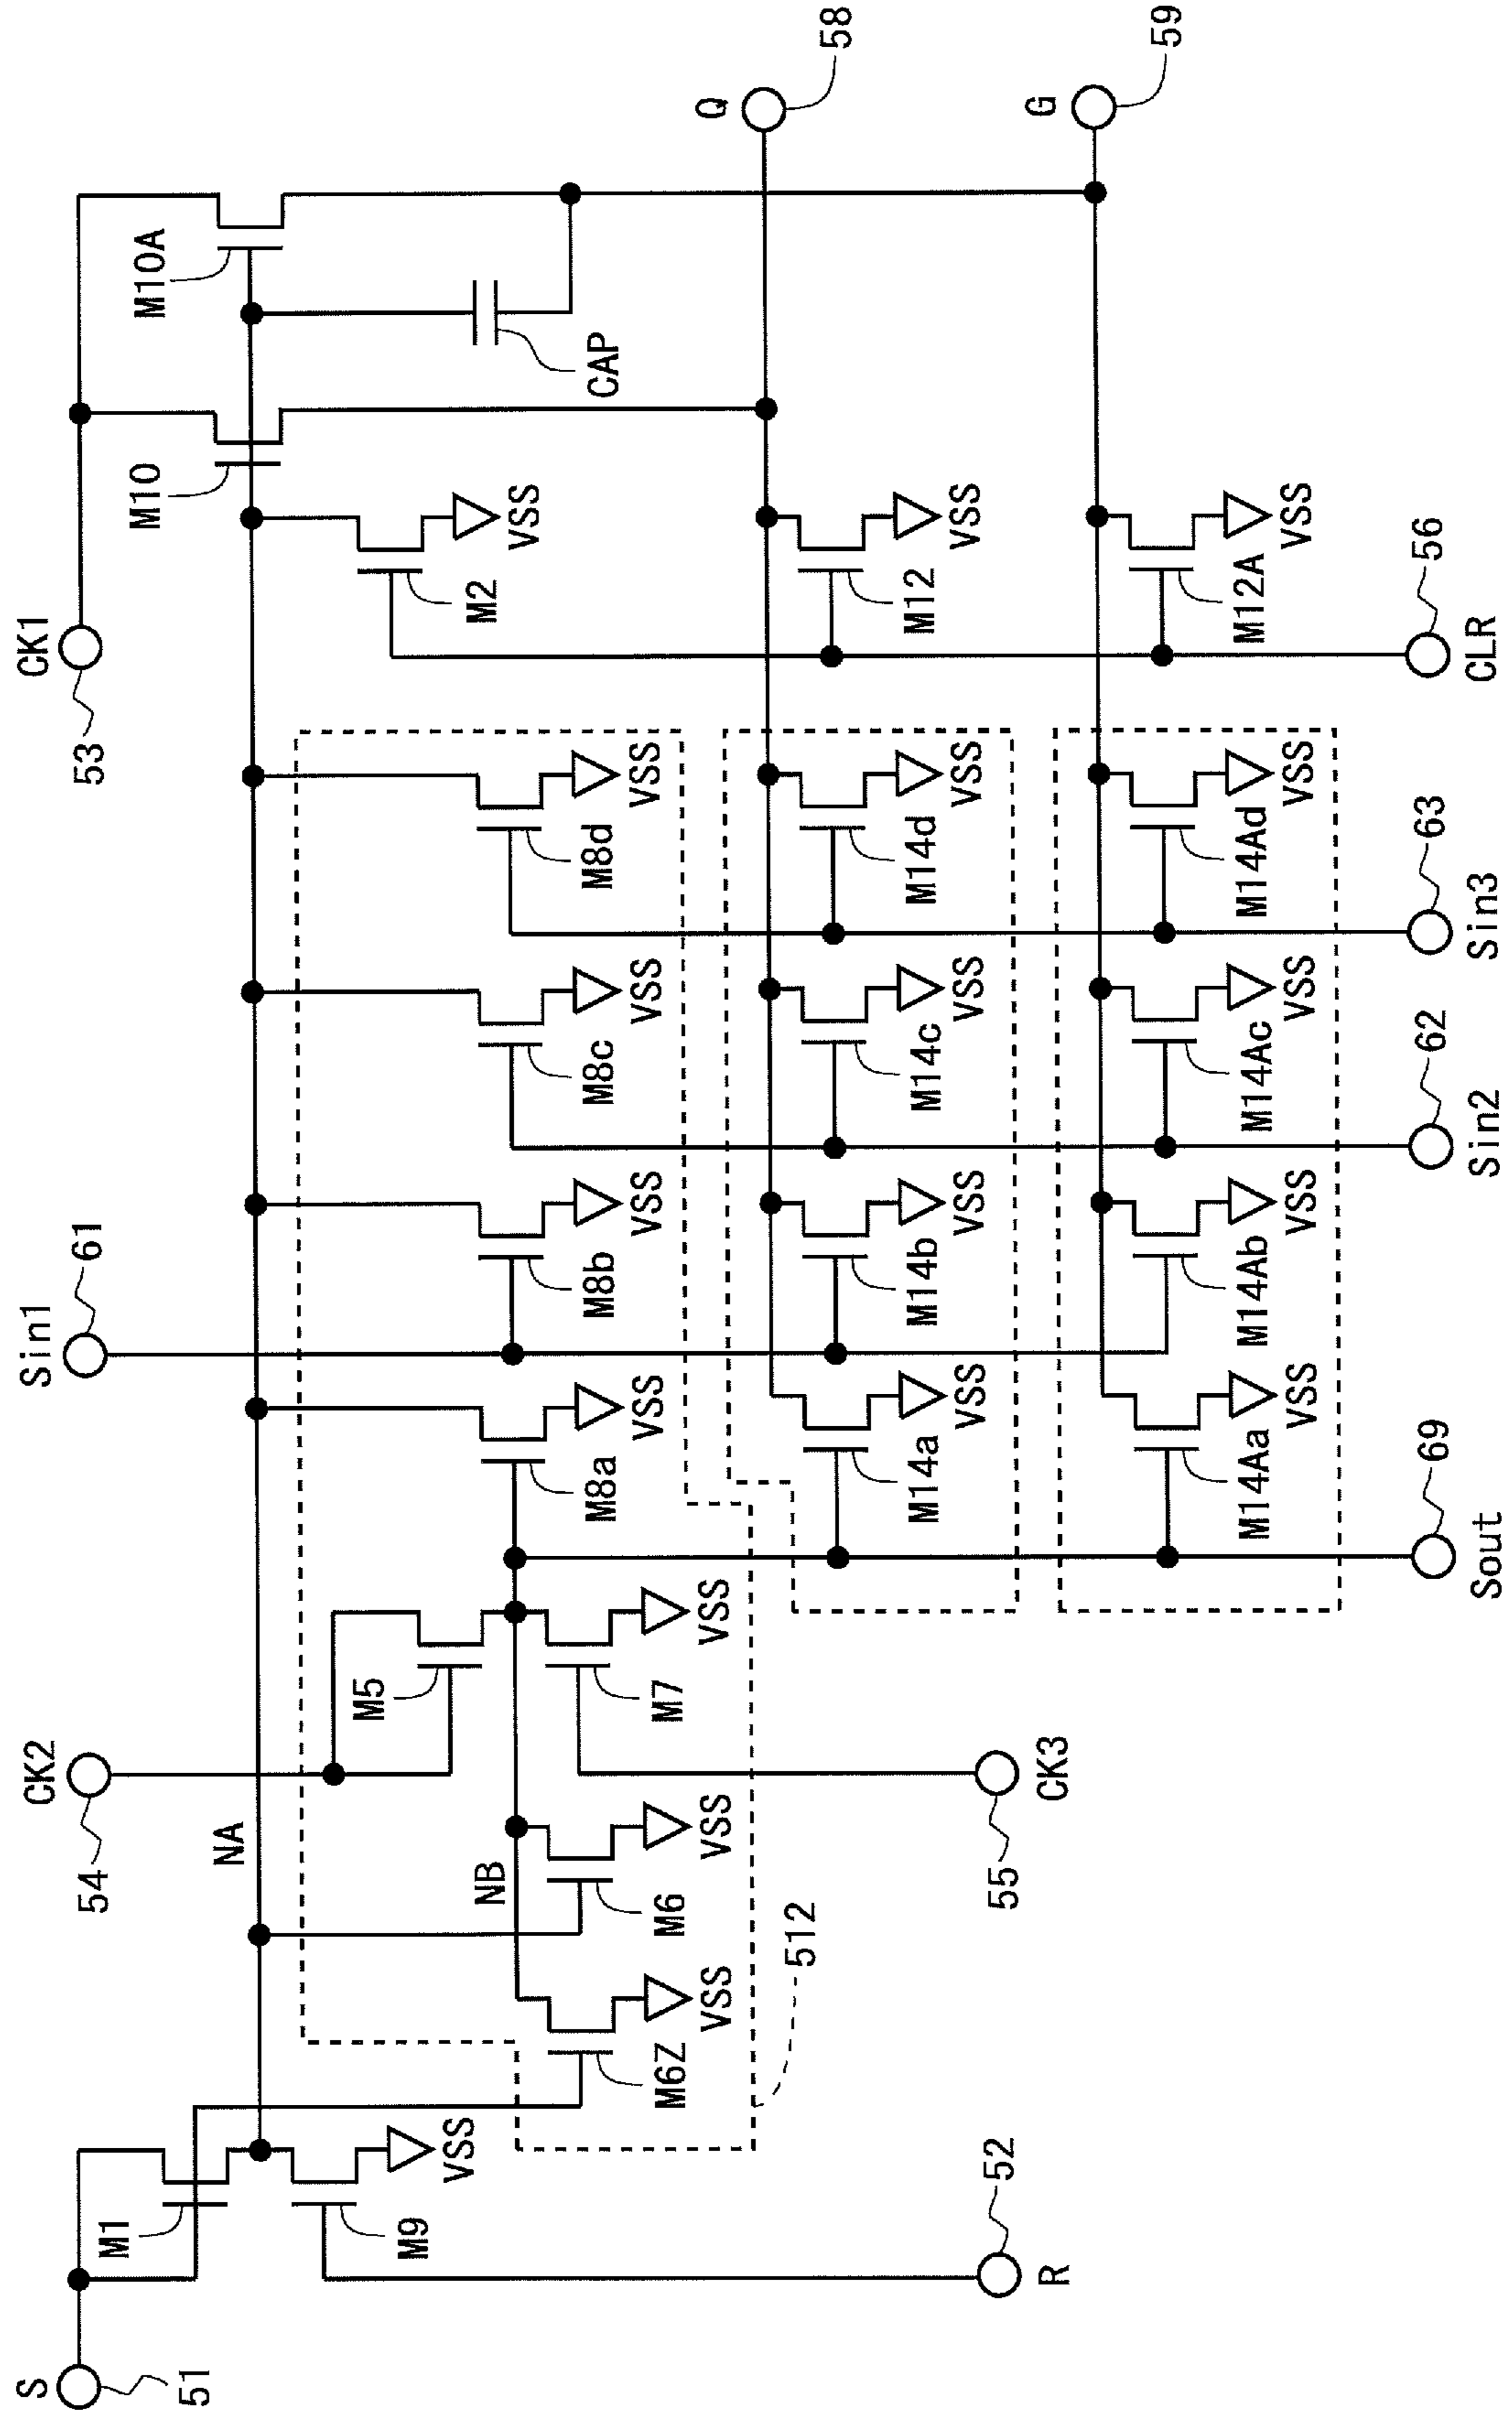 S
51
M1
M9
VSS
R
52
NA
CK2
54
M6Z
VSS
NB
M6
VSS
512
M5
M7
VSS
CK3
55
Sin1
61
M8a
VSS
M8b
VSS
M8c
VSS
M8d
VSS
M14a
VSS
M14b
VSS
M14c
VSS
M14d
VSS
M14Aa
VSS
M14Ab
VSS
M14Ac
VSS
M14Ad
VSS
Sout
69
Sin2
62
Sin3
63
CK1
53
M2
VSS
M12
VSS
M12A
VSS
CLR
56
M10
M10A
CAP
Q
58
G
59